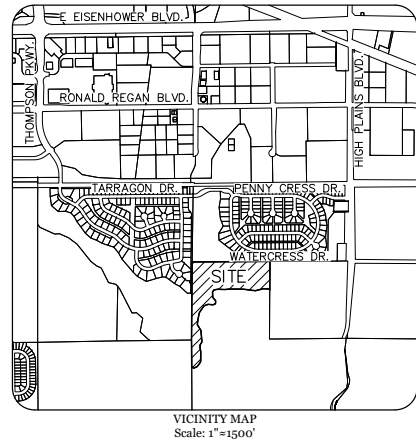 E EISENHOWER BLVD.
THOMPSON PKWY.
RONALD REGAN BLVD.
HIGH PLAINS BLVD.
TARRAGON DR.
PENNY CRESS DR.
WATERCRESS DR.
SITE
VICINITY MAP
Scale: 1"≈1500'